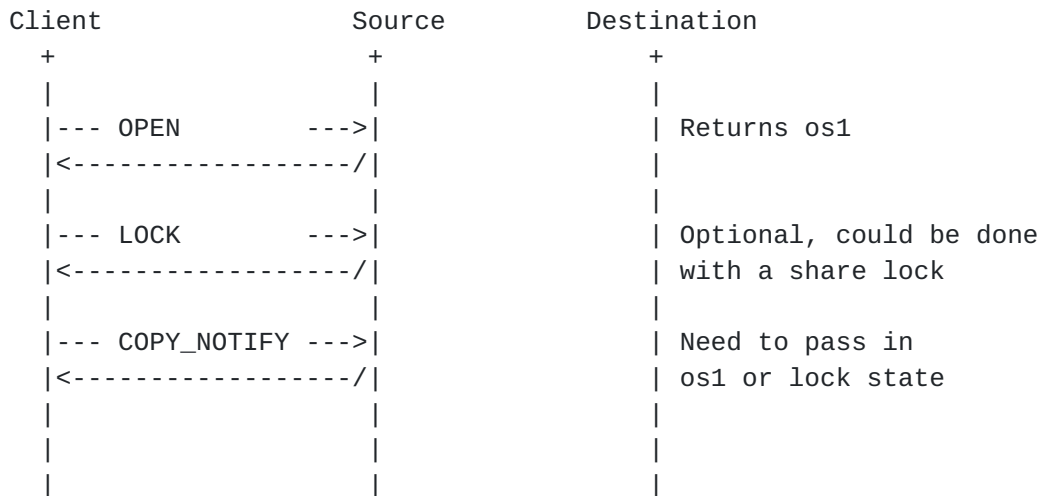 Client                Source         Destination
  +                    +                 +
  |                    |                 |
  |--- OPEN        --->|                 | Returns os1
  |<------------------/|                 |
  |                    |                 |
  |--- LOCK        --->|                 | Optional, could be done
  |<------------------/|                 | with a share lock
  |                    |                 |
  |--- COPY_NOTIFY --->|                 | Need to pass in
  |<------------------/|                 | os1 or lock state
  |                    |                 |
  |                    |                 |
  |                    |                 |